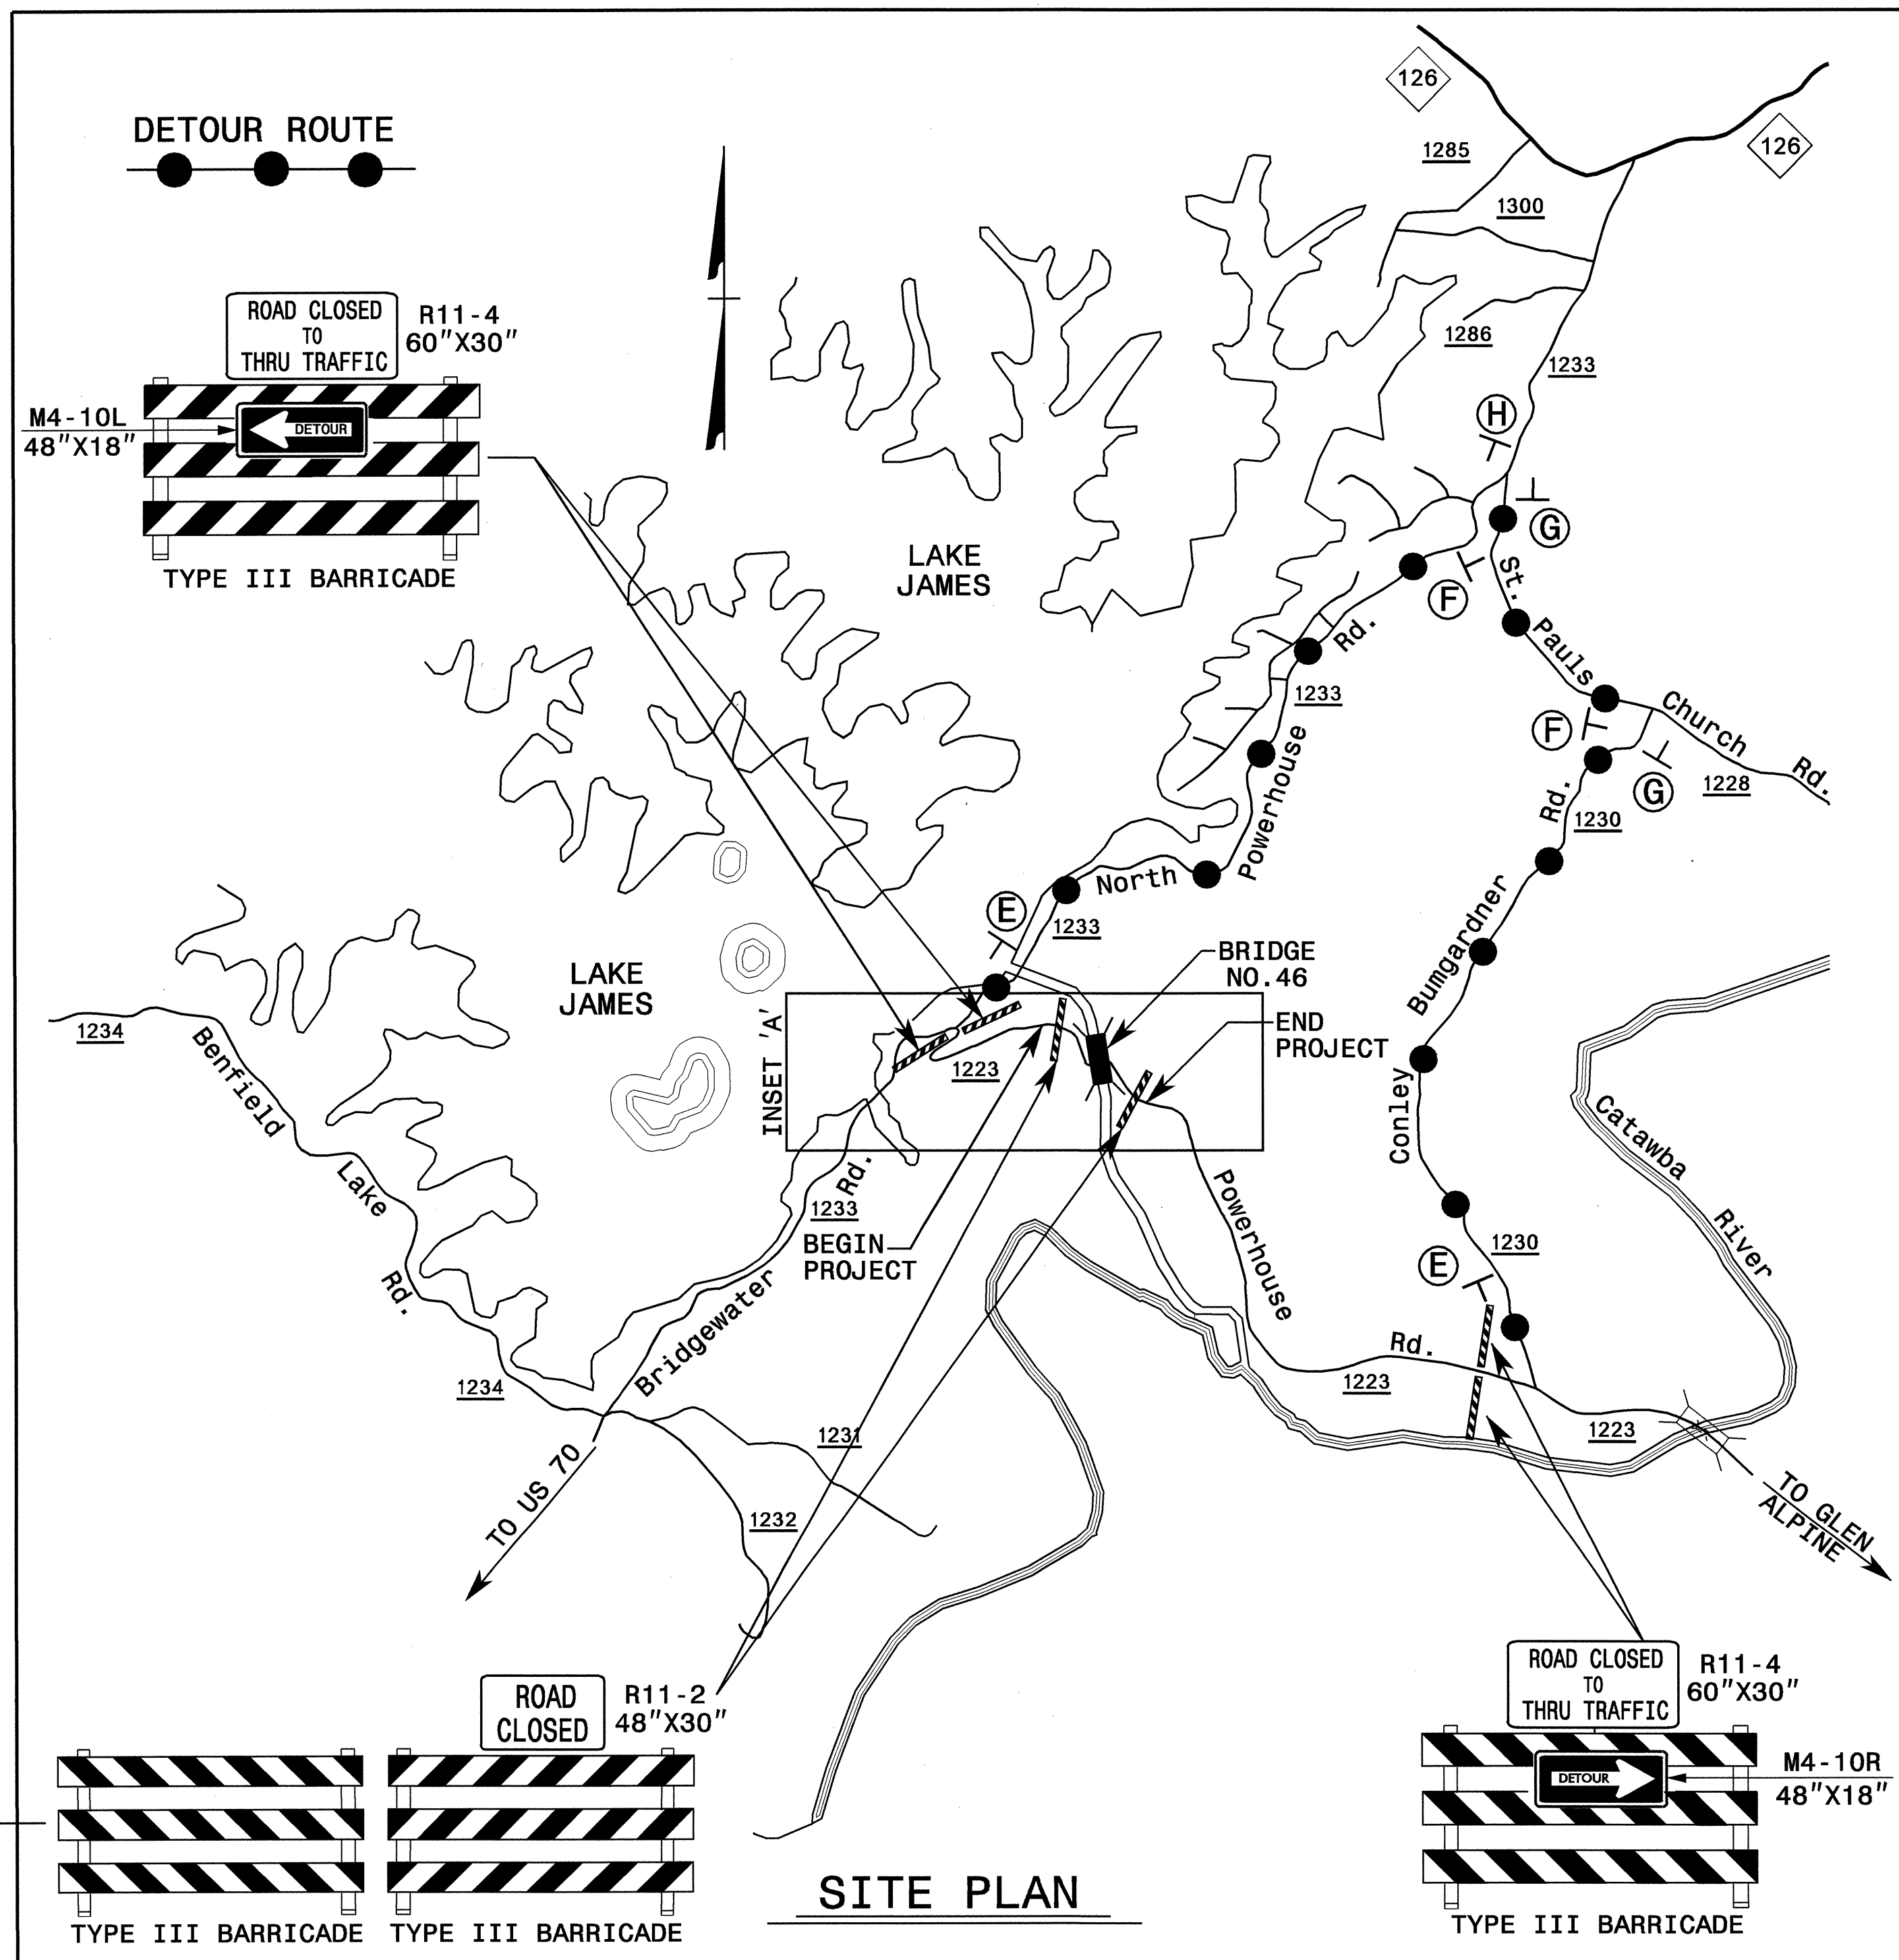 126
126
1285
DETOUR ROUTE
1300
ROAD CLOSED
TO
THRU TRAFFIC
R11-4
60"X30"
1286
1233
M4-10L
48"X18"
DETOUR
H
G
TYPE III BARRICADE
LAKE
JAMES
F
St. Pauls Church Rd.
1233
F
G
1228
1230
North Powerhouse Rd.
E
1233
BRIDGE
NO.46
LAKE
JAMES
INSET 'A'
END
PROJECT
1234
Benfield Lake Rd.
1223
Conley Bumgardner Rd.
Catawba River
1233
BEGIN
PROJECT
Bridgewater Rd.
Powerhouse Rd.
1230
E
1234
1223
1231
1223
TO US 70
1232
TO GLEN
ALPINE
ROAD CLOSED
TO
THRU TRAFFIC
R11-4
60"X30"
ROAD
CLOSED
R11-2
48"X30"
DETOUR
M4-10R
48"X18"
SITE PLAN
TYPE III BARRICADE
TYPE III BARRICADE
TYPE III BARRICADE